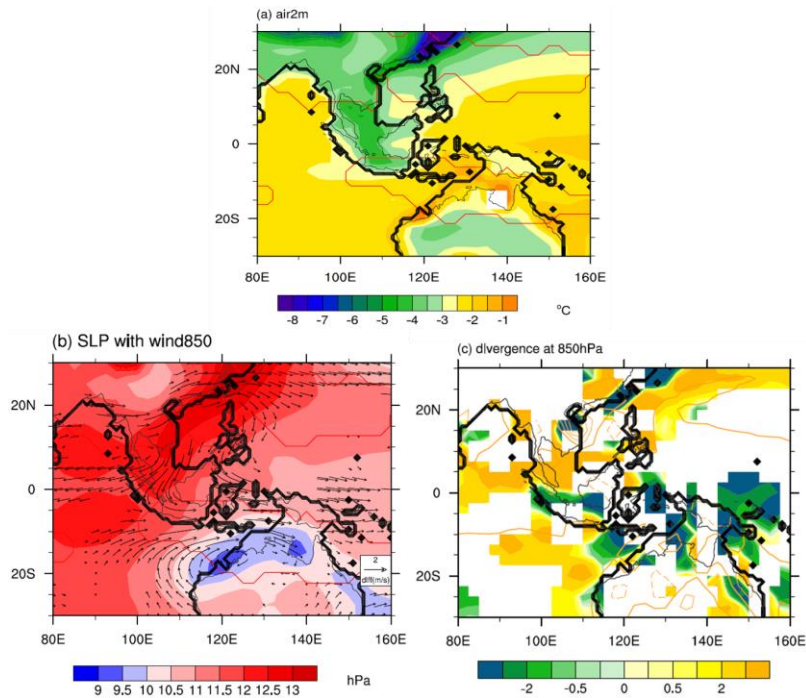 (a) air2m
20N
0
20S
80E 100E 120E 140E 160E
-8 -7 -6 -5 -4 -3 -2 -1
°C
(b) SLP with wind850
20N
0
20S
2
diff(m/s)
80E 100E 120E 140E 160E
9 9.5 10 10.5 11 11.5 12 12.5 13
hPa
(c) divergence at 850hPa
20N
0
20S
80E 100E 120E 140E 160E
-2 -0.5 0 0.5 2